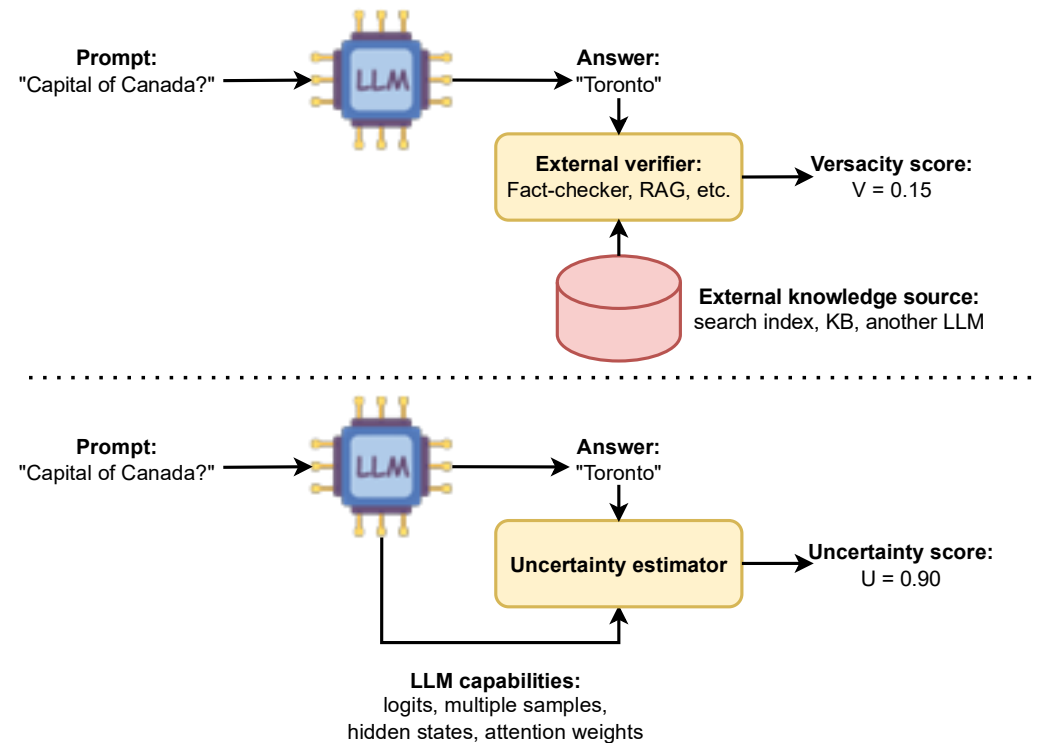 Prompt:
"Capital of Canada?"
LLM
Answer:
"Toronto"
External verifier:
Fact-checker, RAG, etc.
Versacity score:
V = 0.15
External knowledge source:
search index, KB, another LLM
Prompt:
"Capital of Canada?"
LLM
Answer:
"Toronto"
Uncertainty estimator
Uncertainty score:
U = 0.90
LLM capabilities:
logits, multiple samples,
hidden states, attention weights